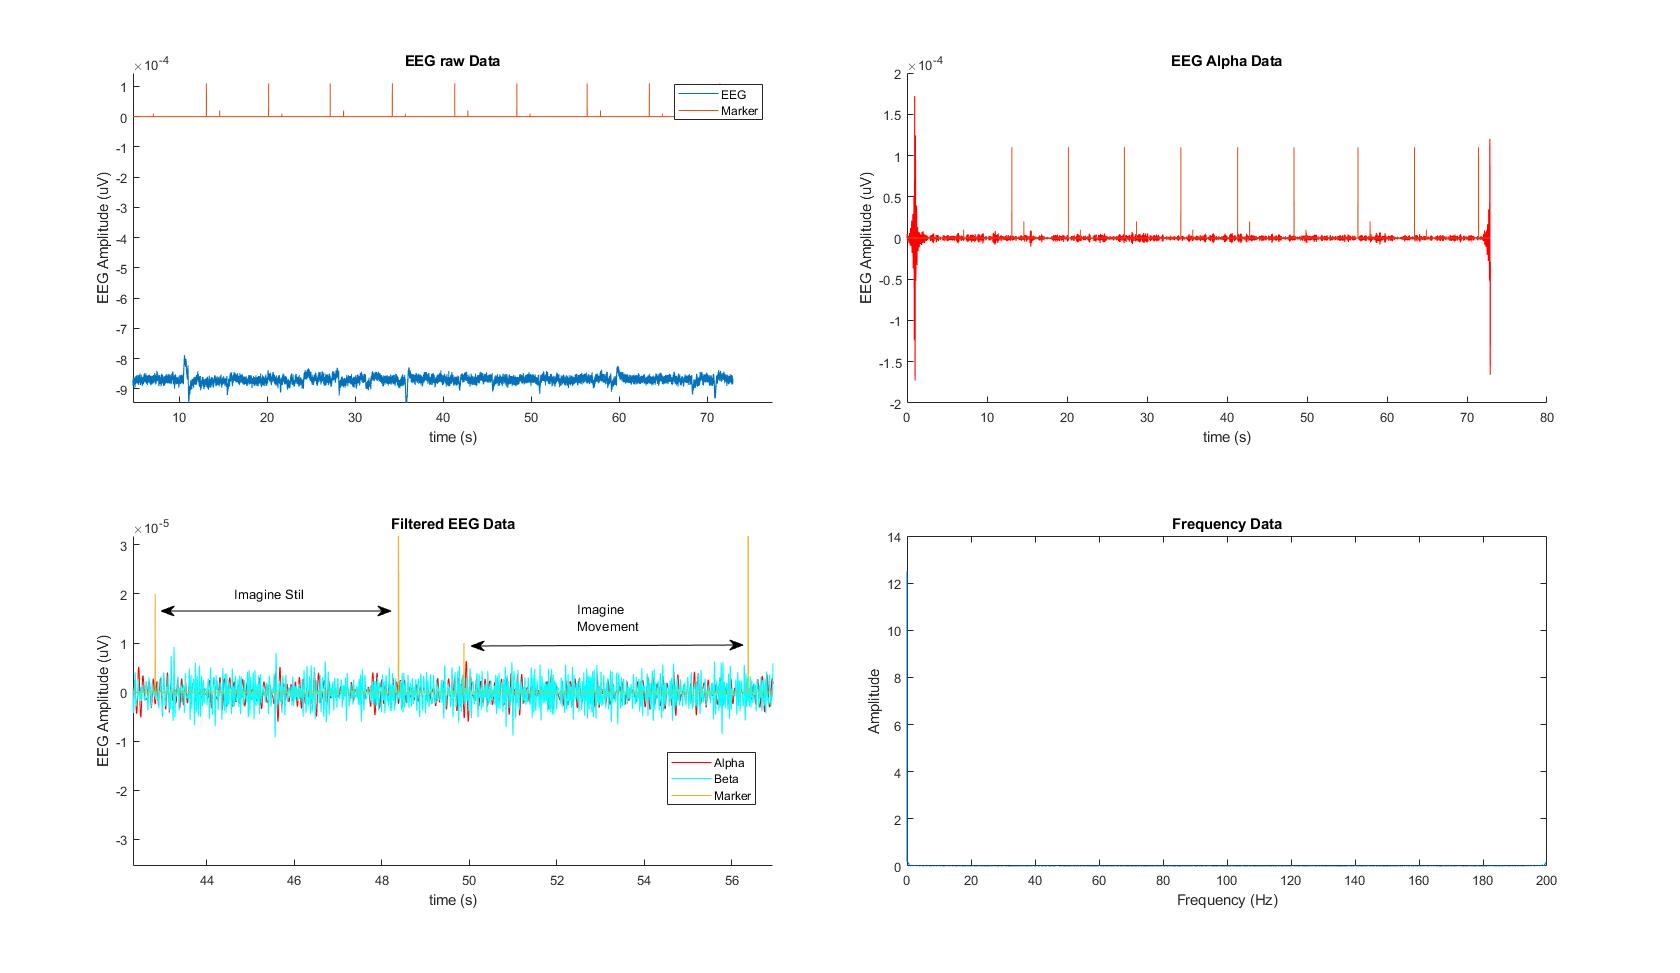 EEG raw Data
×10-4
1
0
-1
-2
-3
-4
-5
-6
-7
-8
-9
EEG Amplitude (uV)
10 20 30 40 50 60 70
time (s)
EEG
Marker
EEG Alpha Data
×10-4
2
1.5
1
0.5
0
-0.5
-1
-1.5
-2
EEG Amplitude (uV)
0 10 20 30 40 50 60 70 80
time (s)
Filtered EEG Data
×10-5
3
2
1
0
-1
-2
-3
EEG Amplitude (uV)
Imagine Stil
Imagine
Movement
Alpha
Beta
Marker
44 46 48 50 52 54 56
time (s)
Frequency Data
14
12
10
8
6
4
2
0
Amplitude
0 20 40 60 80 100 120 140 160 180 200
Frequency (Hz)